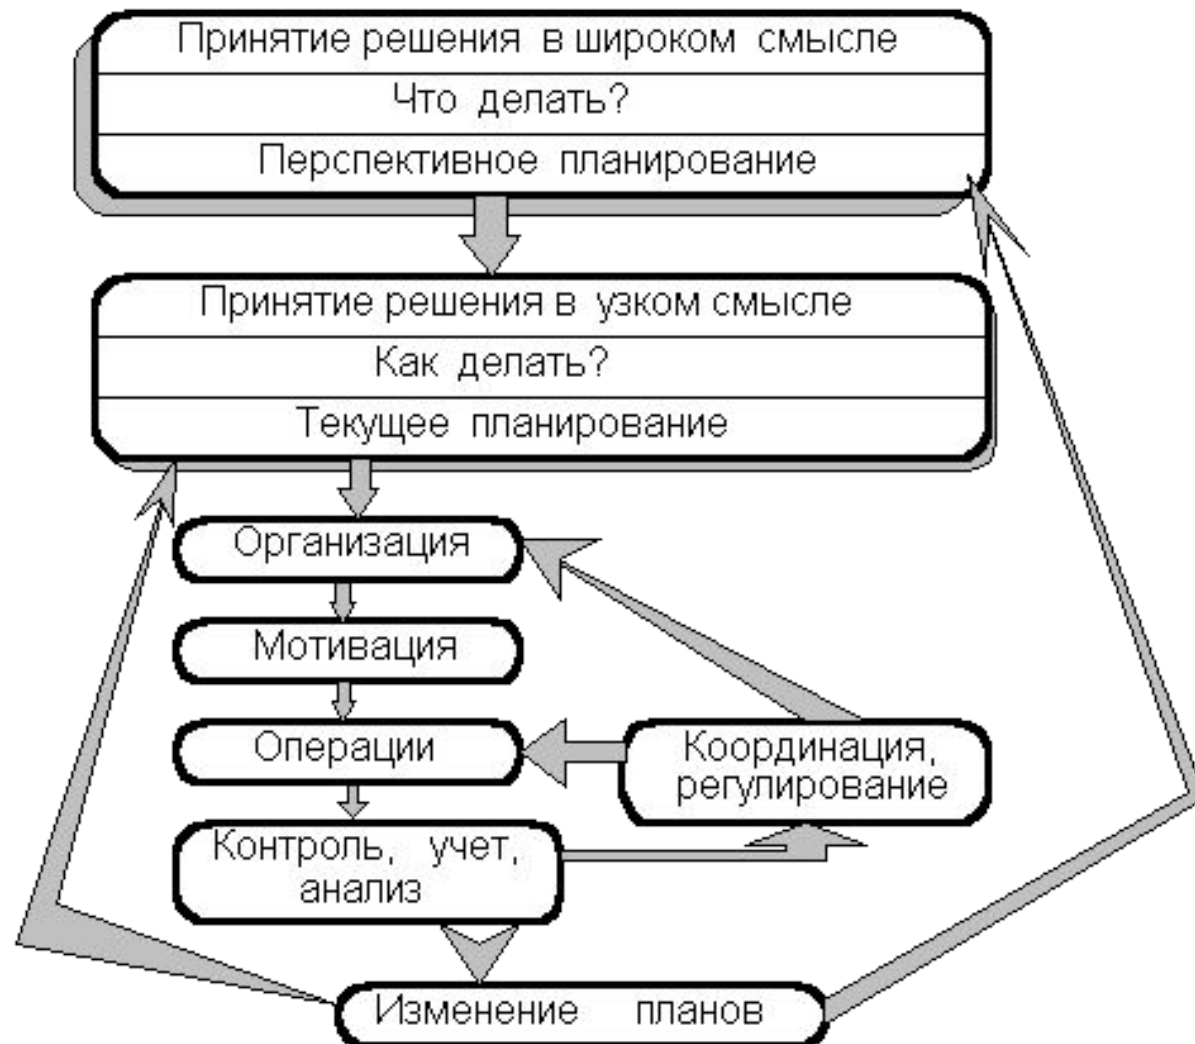 Принятие решения в широком смысле
Что делать?
Перспективное планирование
Принятие решения в узком смысле
Как делать?
Текущее планирование
Организация
Мотивация
Операции
Координация,
регулирование
Контроль, учет,
анализ
Изменение планов